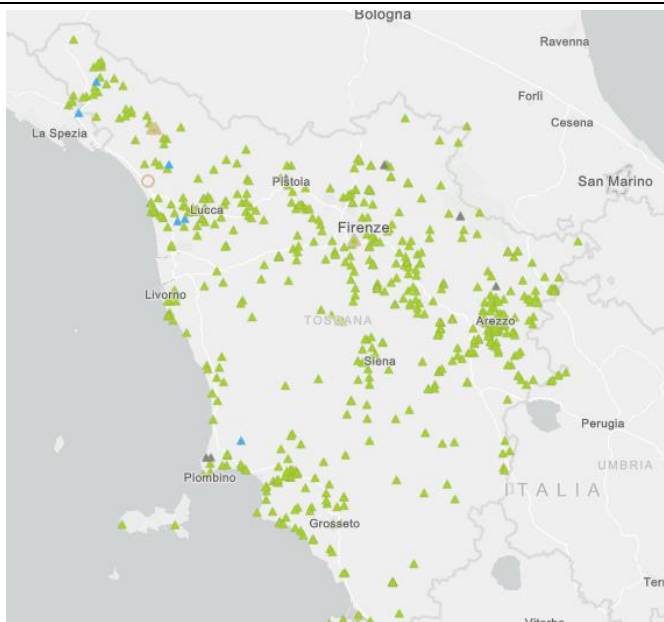 Bologna
Ravenna
Forlì
Cesena
La Spezia
San Marino
Pistoia
Lucca
Firenze
Livorno
TOSCANA
Arezzo
Siena
Perugia
UMBRIA
Piombino
ITALIA
Grosseto